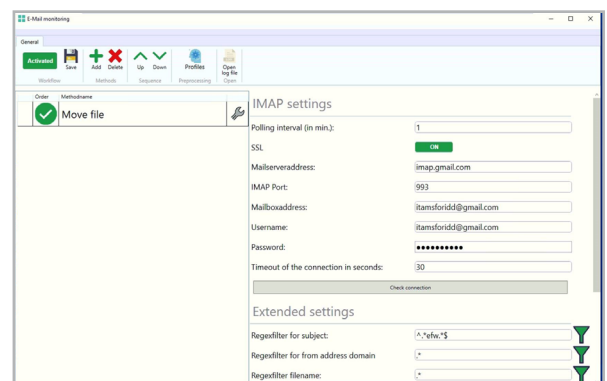 E-Mail monitoring
General
Activated
Save
Add
Delete
Up
Down
Profiles
Open
log file
Workflow
Methods
Sequence
Preprocessing
Open
Order
Methodname
Move file
IMAP settings
Polling interval (in min.):
1
SSL
ON
Mailserveraddress:
imap.gmail.com
IMAP Port:
993
Mailboxaddress:
itamsforidd@gmail.com
Username:
itamsforidd@gmail.com
Password:
●●●●●●●●●●
Timeout of the connection in seconds:
30
Check connection
Extended settings
Regexfilter for subject:
^.*efw.*$
Regexfilter for from address domain
.*
Regexfilter filename:
.*